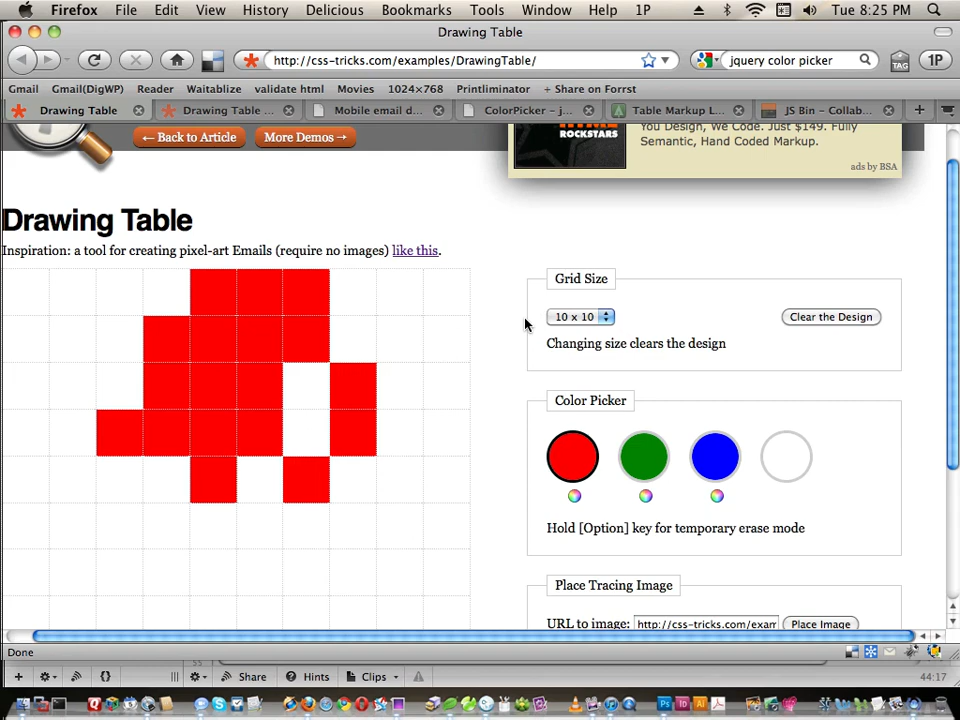 Firefox File Edit View History Delicious Bookmarks Tools Window Help 1P Tue 8:25 PM
Drawing Table
http://css-tricks.com/examples/DrawingTable/ jquery color picker TAG 1P
Gmail Gmail(DigWP) Reader Waitablize validate html Movies 1024×768 Printliminator + Share on Forrst
Drawing Table Drawing Table ... Mobile email d... ColorPicker – j... Table Markup L... JS Bin – Collab...
← Back to Article More Demos →
ROCKSTARS
You Design, We Code. Just $149. Fully
Semantic, Hand Coded Markup.
ads by BSA
Drawing Table
Inspiration: a tool for creating pixel-art Emails (require no images) like this.
Grid Size
10 x 10 Clear the Design
Changing size clears the design
Color Picker
Hold [Option] key for temporary erase mode
Place Tracing Image
URL to image: http://css-tricks.com/exam Place Image
Done
Share Hints Clips 44:17